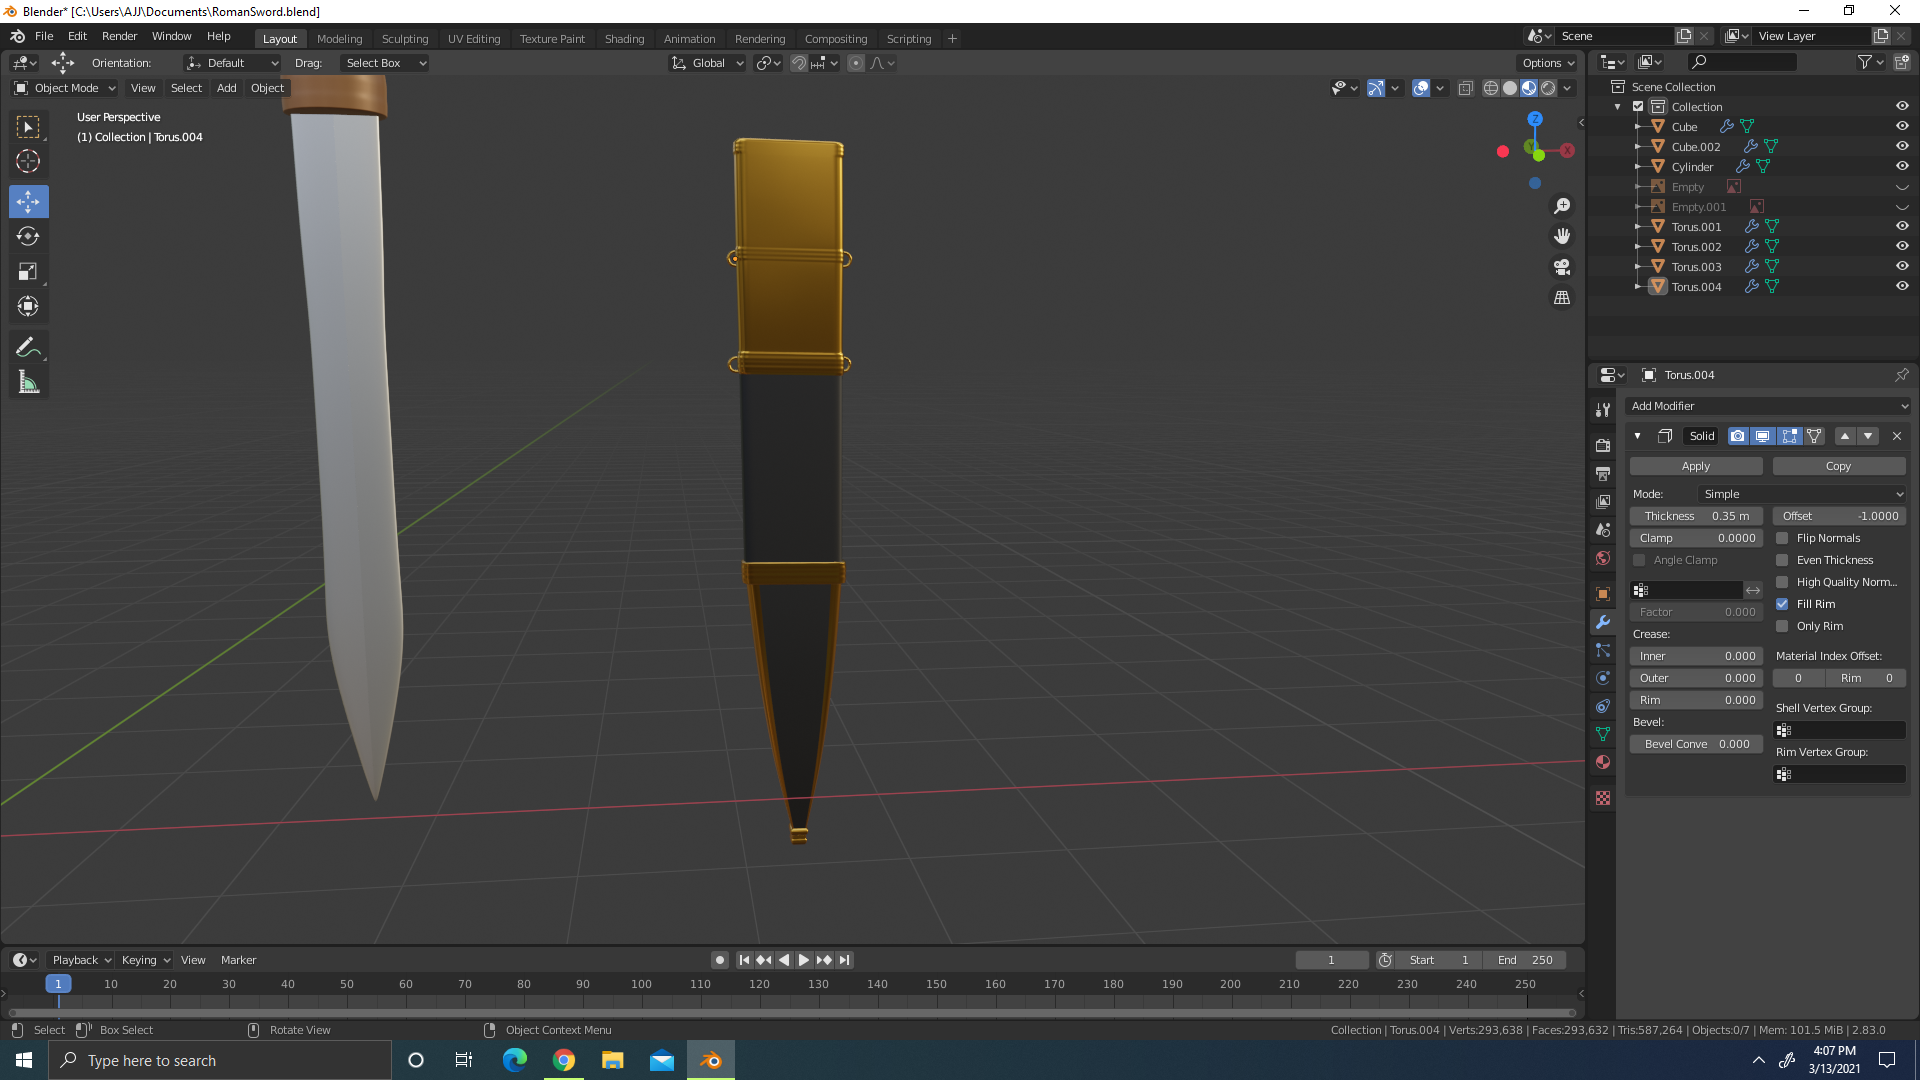 Blender* [C:\Users\AJJ\Documents\RomanSword.blend]
File Edit Render Window Help Layout Modeling Sculpting UV Editing Texture Paint Shading Animation Rendering Compositing Scripting + Scene View Layer
Orientation: Default Drag: Select Box Global Options
Object Mode View Select Add Object
User Perspective
(1) Collection | Torus.004
Z
X
Y
Scene Collection
Collection
Cube
Cube.002
Cylinder
Empty
Empty.001
Torus.001
Torus.002
Torus.003
Torus.004
Torus.004
Add Modifier
Solid
Apply Copy
Mode: Simple
Thickness 0.35 m Offset -1.0000
Clamp 0.0000 Flip Normals
Angle Clamp Even Thickness
High Quality Norm...
Factor 0.000 Fill Rim
Crease: Only Rim
Inner 0.000 Material Index Offset:
Outer 0.000 0 Rim 0
Rim 0.000 Shell Vertex Group:
Bevel:
Bevel Conve 0.000 Rim Vertex Group:
Playback Keying View Marker 1 Start 1 End 250
1 10 20 30 40 50 60 70 80 90 100 110 120 130 140 150 160 170 180 190 200 210 220 230 240 250
Select Box Select Rotate View Object Context Menu Collection | Torus.004 | Verts:293,638 | Faces:293,632 | Tris:587,264 | Objects:0/7 | Mem: 101.5 MiB | 2.83.0
Type here to search
4:07 PM
3/13/2021